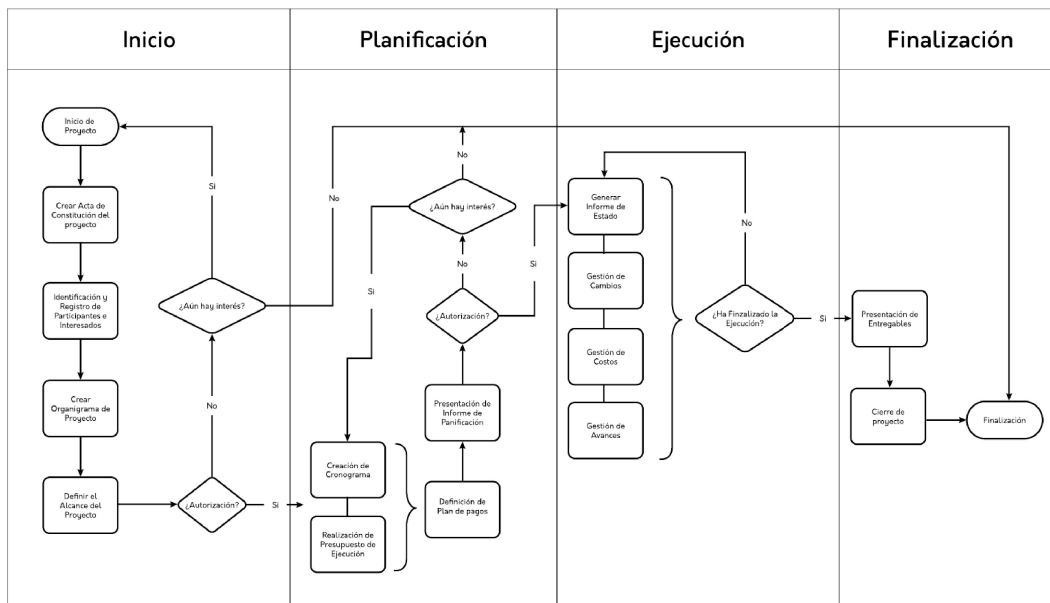 Inicio
Planificación
Ejecución
Finalización
Inicio de
Proyecto
Crear Acta de
Constitución del
proyecto
Identificación y
Registro de
Participantes e
Interesados
Crear
Organigrama de
Proyecto
Definir el
Alcance del
Proyecto
¿Autorización?
No
¿Aún hay interés?
Si
No
Si
Creación de
Cronograma
Realización de
Presupuesto de
Ejecución
Definición de
Plan de pagos
Presentación de
Informe de
Panificación
¿Autorización?
No
¿Aún hay interés?
No
Si
Si
Generar
Informe de
Estado
Gestión de
Cambios
Gestión de
Costos
Gestión de
Avances
¿Ha Finzalizado la
Ejecución?
No
Si
Presentación de
Entregables
Cierre de
proyecto
Finalización